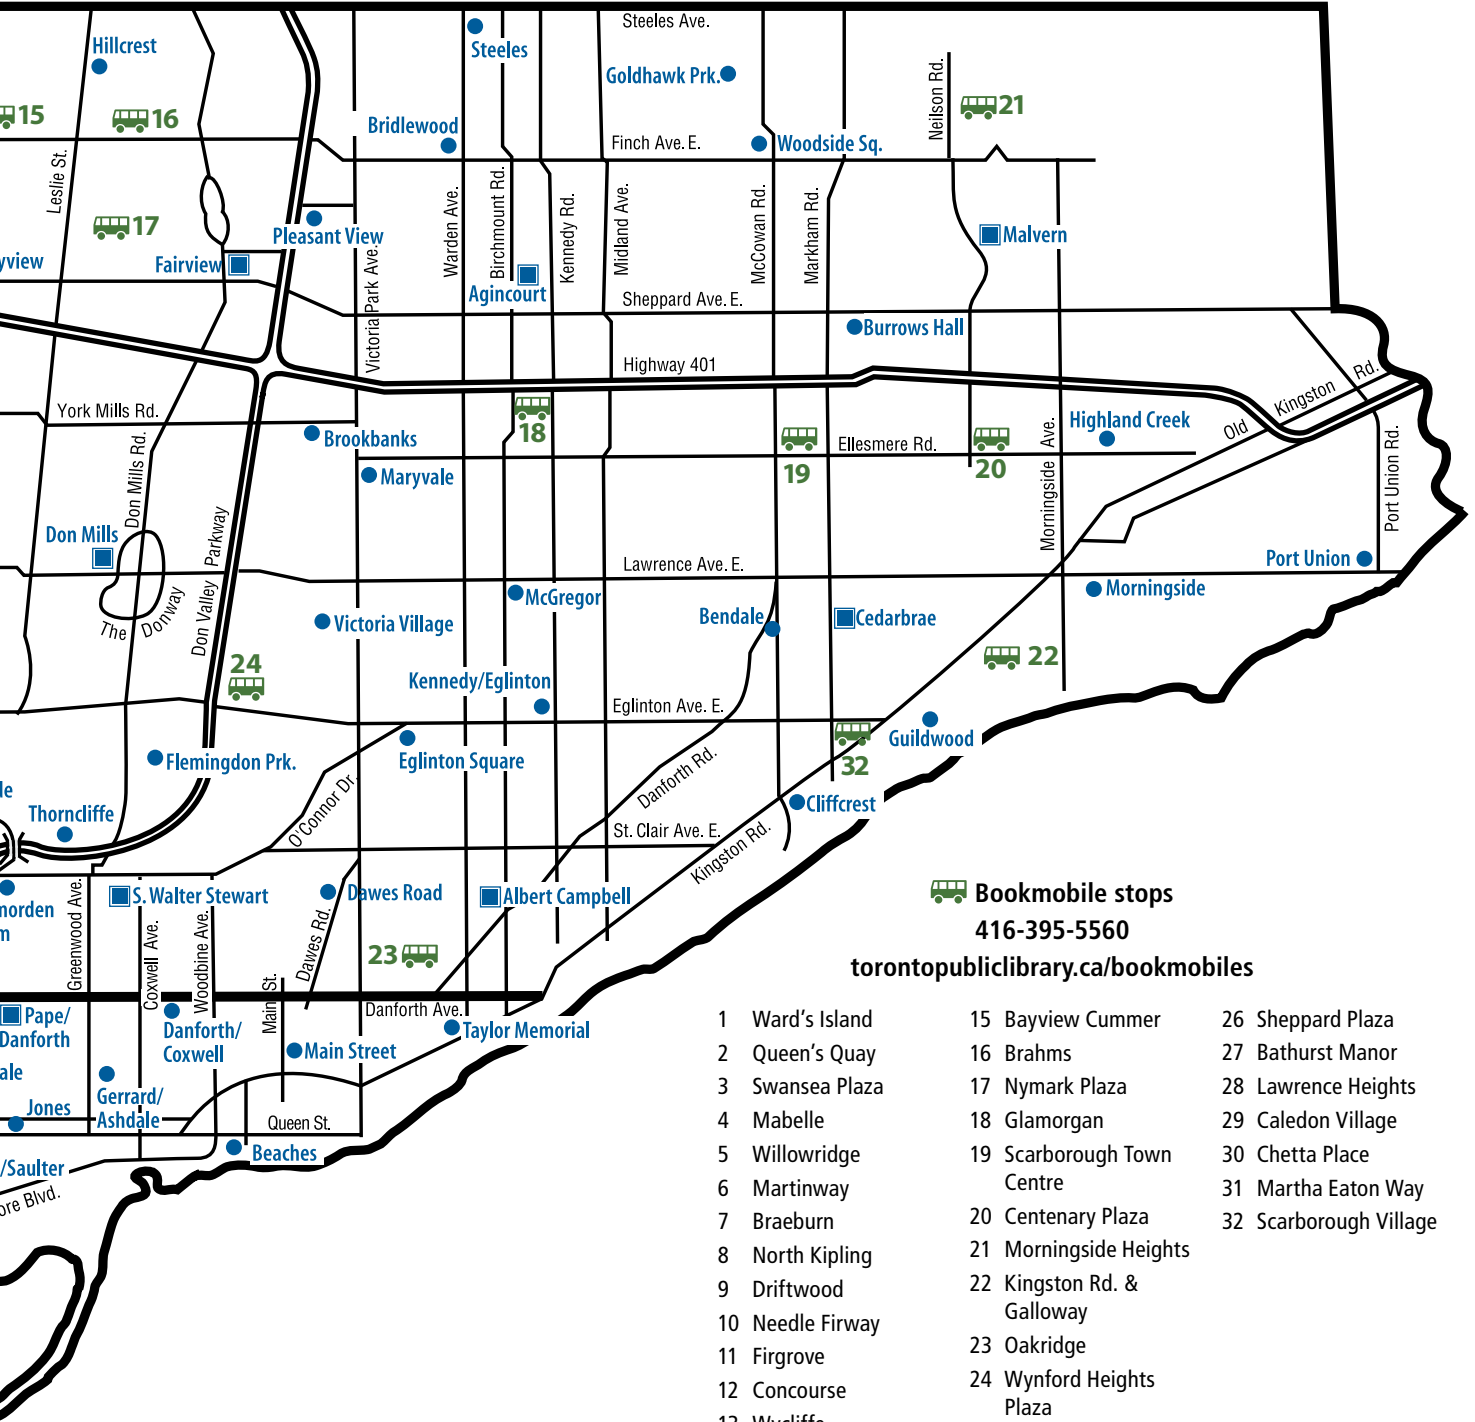 Steeles Ave.
Hillcrest
Steeles
Goldhawk Prk.
Neilson Rd.
15
16
21
Bridlewood
Finch Ave. E.
Woodside Sq.
Leslie St.
17
Pleasant View
Warden Ave.
Birchmount Rd.
Kennedy Rd.
Midland Ave.
McCowan Rd.
Markham Rd.
Malvern
yview
Fairview
Victoria Park Ave.
Agincourt
Sheppard Ave. E.
Burrows Hall
Highway 401
Old Kingston Rd.
York Mills Rd.
Don Mills Rd.
Brookbanks
18
19
Ellesmere Rd.
20
Morningside Ave.
Highland Creek
Port Union Rd.
Maryvale
Don Mills
Don Valley Parkway
The Donway
Lawrence Ave. E.
Port Union
McGregor
Morningside
Victoria Village
Bendale
Cedarbrae
24
22
Kennedy/Eglinton
Eglinton Ave. E.
Guildwood
Flemingdon Prk.
Eglinton Square
32
Danforth Rd.
le
Thorncliffe
O'Connor Dr.
Cliffcrest
St. Clair Ave. E.
Kingston Rd.
morden
m
Greenwood Ave.
S. Walter Stewart
Coxwell Ave.
Woodbine Ave.
Dawes Road
Dawes Rd.
Albert Campbell
23
Main St.
Danforth Ave.
Pape/
Danforth
Danforth/
Coxwell
Main Street
Taylor Memorial
ale
Gerrard/
Ashdale
Jones
Queen St.
Beaches
/Saulter
ore Blvd.
Bookmobile stops
416-395-5560
torontopubliclibrary.ca/bookmobiles
1 Ward's Island
2 Queen's Quay
3 Swansea Plaza
4 Mabelle
5 Willowridge
6 Martinway
7 Braeburn
8 North Kipling
9 Driftwood
10 Needle Firway
11 Firgrove
12 Concourse
15 Bayview Cummer
16 Brahms
17 Nymark Plaza
18 Glamorgan
19 Scarborough Town
Centre
20 Centenary Plaza
21 Morningside Heights
22 Kingston Rd. &
Galloway
23 Oakridge
24 Wynford Heights
Plaza
26 Sheppard Plaza
27 Bathurst Manor
28 Lawrence Heights
29 Caledon Village
30 Chetta Place
31 Martha Eaton Way
32 Scarborough Village